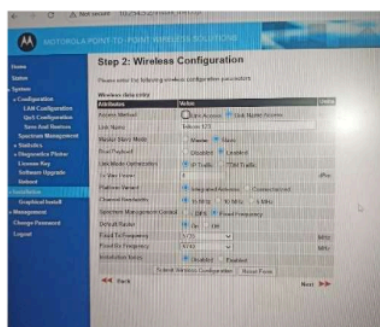 Not secure
MOTOROLA POINT-TO-POINT WIRELESS SOLUTIONS
Home
Status
System
Configuration
LAN Configuration
QoS Configuration
Save And Restore
Spectrum Management
Statistics
Diagnostics Plotter
License Key
Software Upgrade
Reboot
Installation
Graphical Install
Management
Change Password
Logout
Step 2: Wireless Configuration
Please enter the following wireless configuration parameters
Wireless data entry
Attributes Value Units
Access Method Link Access Link Name Access
Link Name
Master Slave Mode Master Slave
Dual Payload Disabled Enabled
Link Mode Optimization IP Traffic TDM Traffic
Tx Max Power dBm
Platform Variant Integrated Antenna Connectorized
Channel Bandwidth 15 MHz 10 MHz 5 MHz
Spectrum Management Control DFS Fixed Frequency
Default Raster On Off
Fixed Tx Frequency MHz
Fixed Rx Frequency MHz
Installation Tones Disabled Enabled
Submit Wireless Configuration Reset Form
Back Next